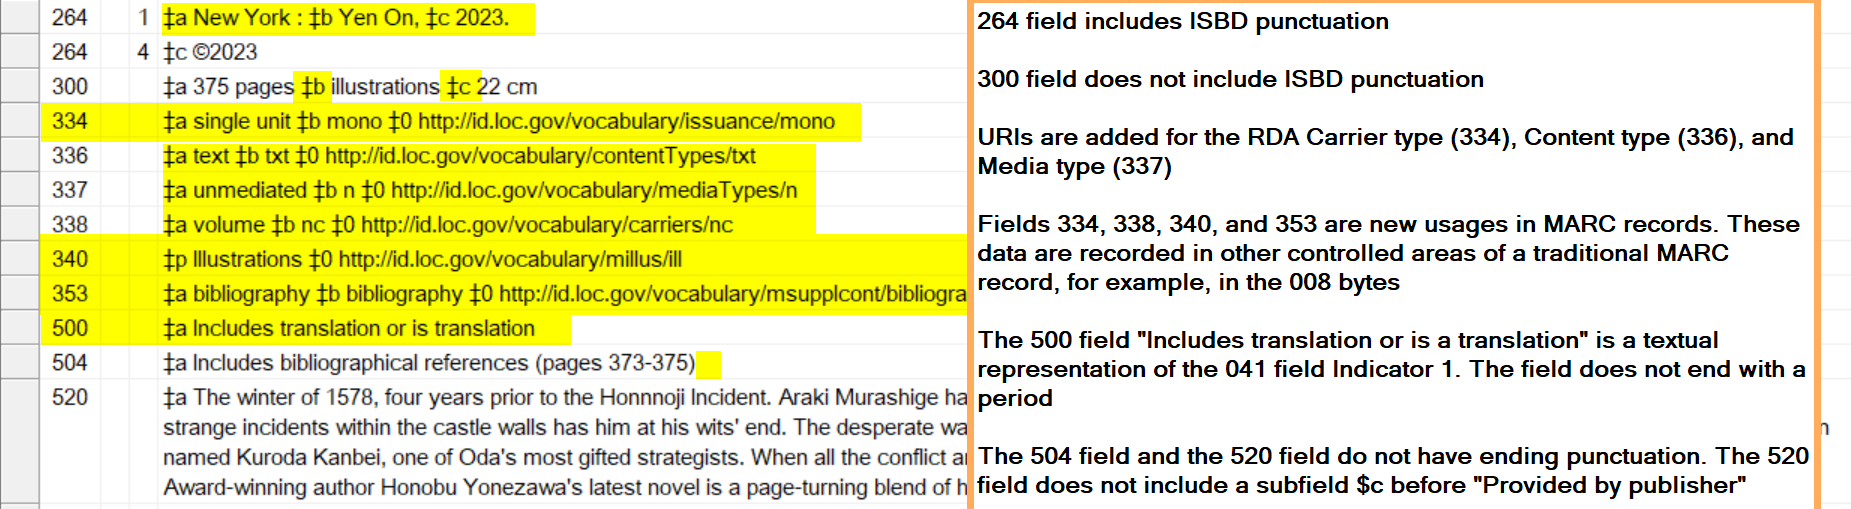 264 1 ‡a New York : ‡b Yen On, ‡c 2023.
264 4 ‡c ©2023
300 ‡a 375 pages ‡b illustrations ‡c 22 cm
334 ‡a single unit ‡b mono ‡0 http://id.loc.gov/vocabulary/issuance/mono
336 ‡a text ‡b txt ‡0 http://id.loc.gov/vocabulary/contentTypes/txt
337 ‡a unmediated ‡b n ‡0 http://id.loc.gov/vocabulary/mediaTypes/n
338 ‡a volume ‡b nc ‡0 http://id.loc.gov/vocabulary/carriers/nc
340 ‡p Illustrations ‡0 http://id.loc.gov/vocabulary/millus/ill
353 ‡a bibliography ‡b bibliography ‡0 http://id.loc.gov/vocabulary/msupplcont/bibliogra
500 ‡a Includes translation or is translation
504 ‡a Includes bibliographical references (pages 373-375)
520 ‡a The winter of 1578, four years prior to the Honnnoji Incident. Araki Murashige ha
strange incidents within the castle walls has him at his wits' end. The desperate wa
named Kuroda Kanbei, one of Oda's most gifted strategists. When all the conflict a
Award-winning author Honobu Yonezawa's latest novel is a page-turning blend of h
264 field includes ISBD punctuation
300 field does not include ISBD punctuation
URIs are added for the RDA Carrier type (334), Content type (336), and
Media type (337)
Fields 334, 338, 340, and 353 are new usages in MARC records. These
data are recorded in other controlled areas of a traditional MARC
record, for example, in the 008 bytes
The 500 field "Includes translation or is a translation" is a textual
representation of the 041 field Indicator 1. The field does not end with a
period
The 504 field and the 520 field do not have ending punctuation. The 520
field does not include a subfield $c before "Provided by publisher"